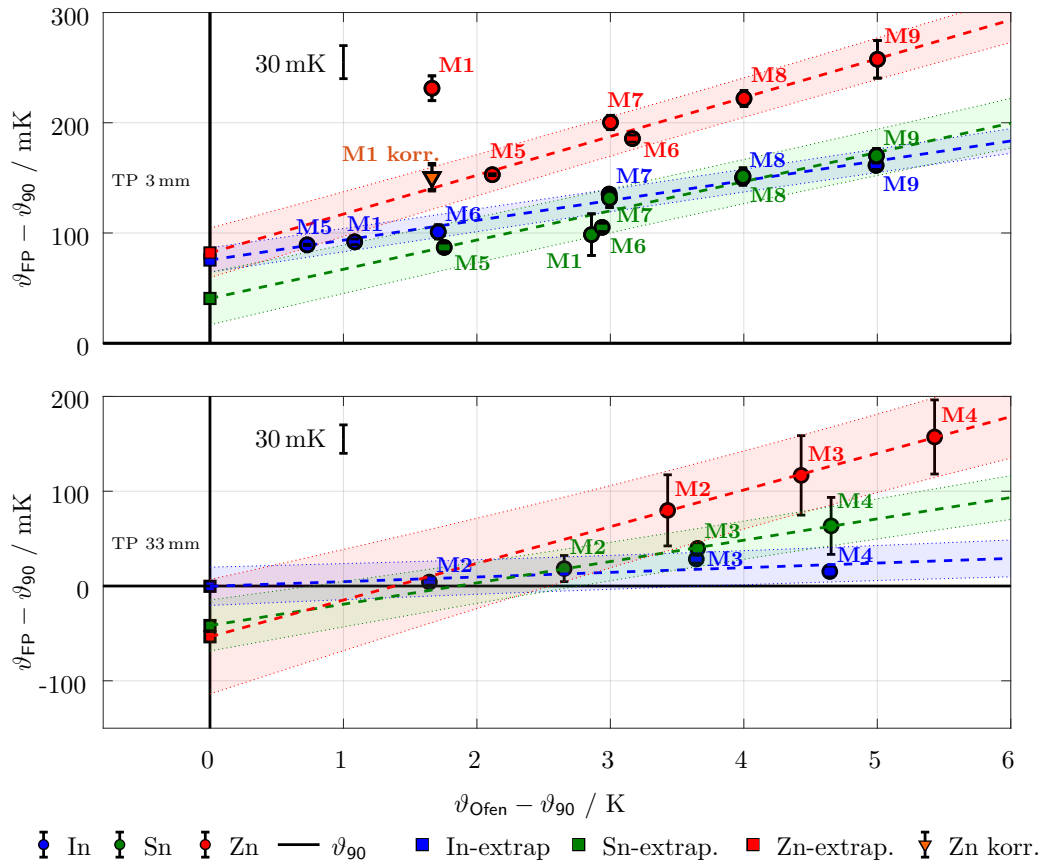 300
200
100
0
ϑFP − ϑ90 / mK
TP 3 mm
30 mK
M1
M1 korr.
M5
M7
M6
M8
M9
M5
M1
M6
M7
M8
M9
M5
M1
M7
M6
M8
M9
200
100
0
-100
ϑFP − ϑ90 / mK
TP 33 mm
30 mK
M2
M3
M4
M2
M3
M4
M2
M3
M4
0 1 2 3 4 5 6
ϑOfen − ϑ90 / K
In Sn Zn ϑ90 In-extrap Sn-extrap. Zn-extrap. Zn korr.